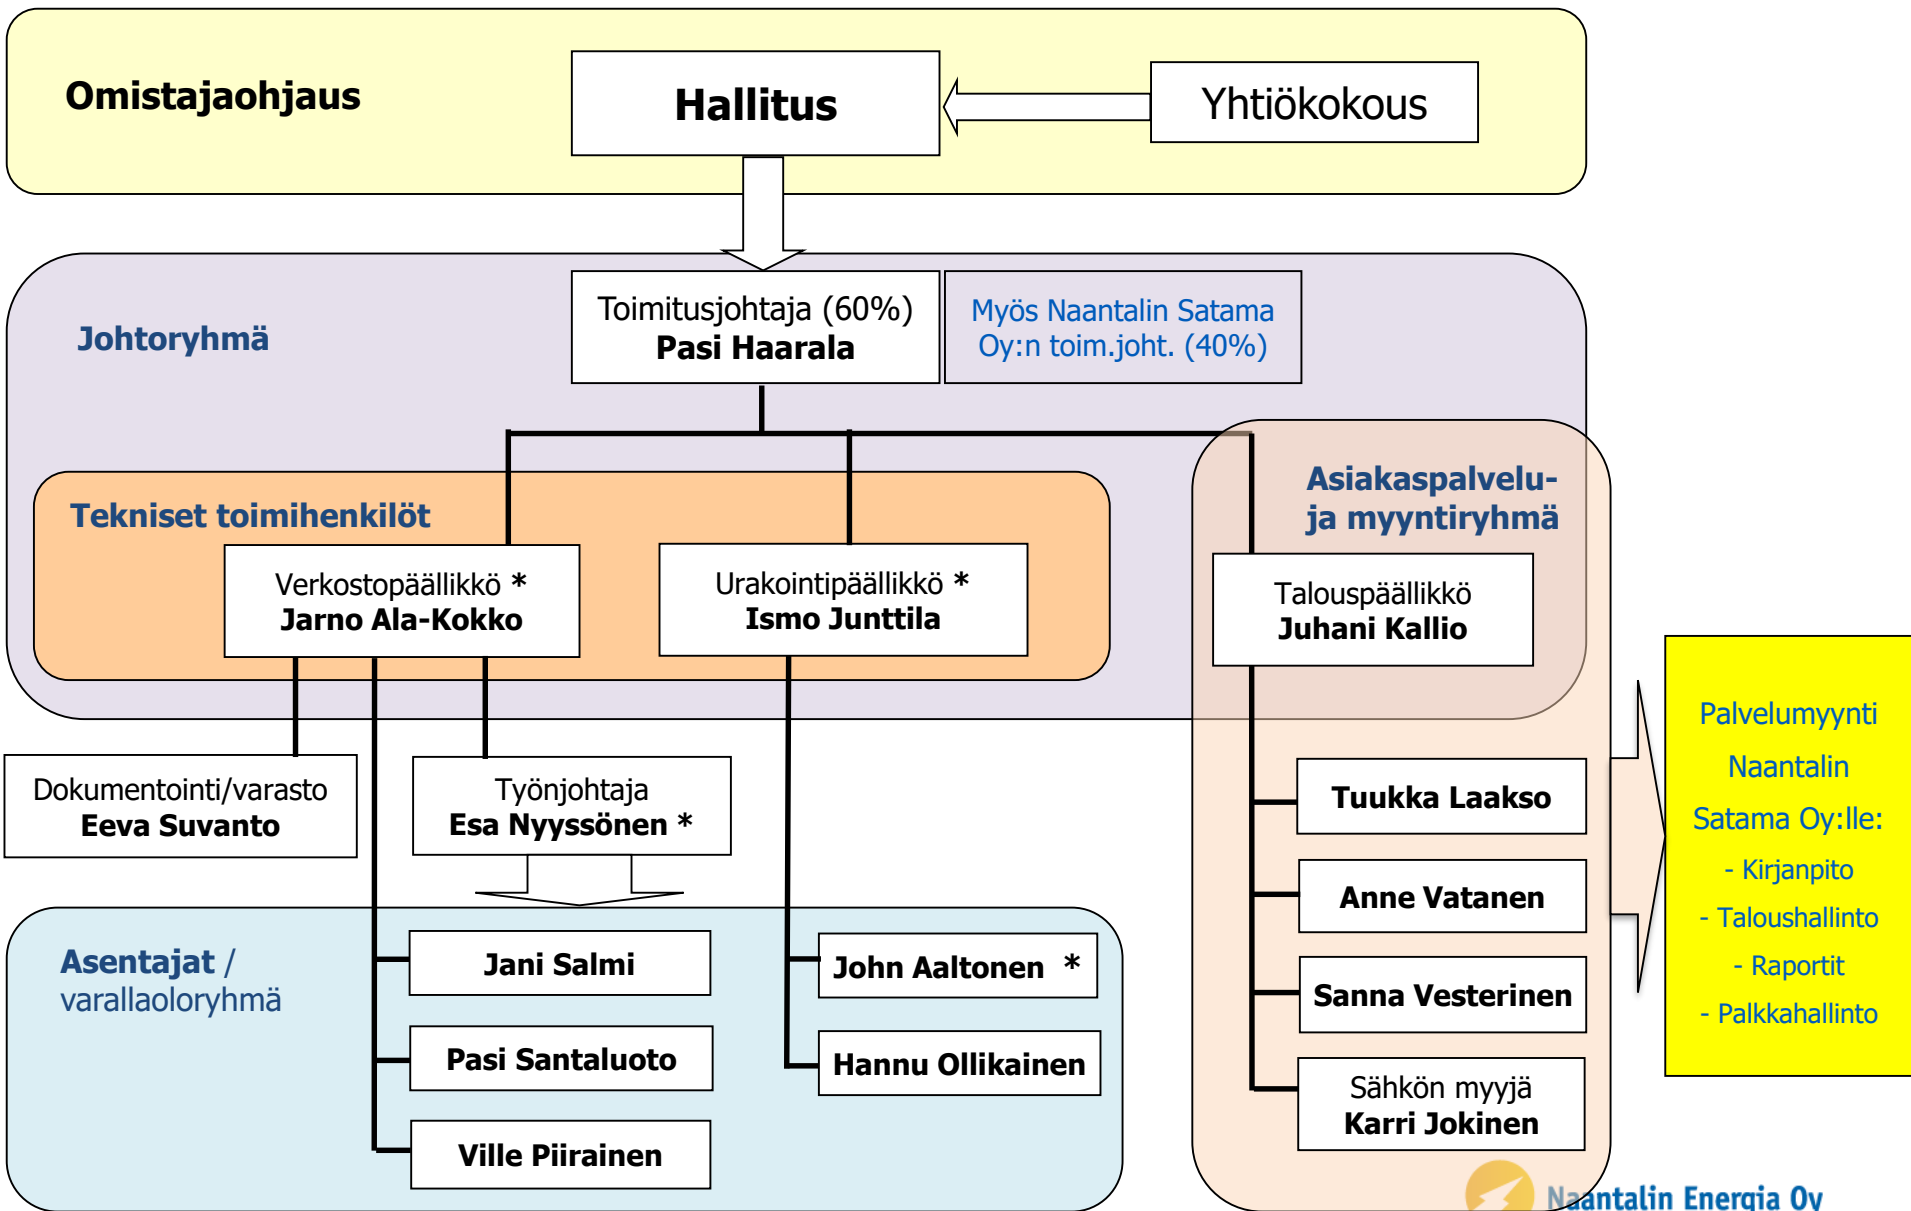 Omistajaohjaus
Hallitus
Yhtiökokous
Johtoryhmä
Toimitusjohtaja (60%)
Pasi Haarala
Myös Naantalin Satama
Oy:n toim.joht. (40%)
Tekniset toimihenkilöt
Verkostopäällikkö *
Jarno Ala-Kokko
Urakointipäällikkö *
Ismo Junttila
Asiakaspalvelu-
ja myyntiryhmä
Talouspäällikkö
Juhani Kallio
Dokumentointi/varasto
Eeva Suvanto
Työnjohtaja
Esa Nyyssönen *
Asentajat /
varallaoloryhmä
Jani Salmi
Pasi Santaluoto
Ville Piirainen
John Aaltonen *
Hannu Ollikainen
Tuukka Laakso
Anne Vatanen
Sanna Vesterinen
Sähkön myyjä
Karri Jokinen
Palvelumyynti
Naantalin
Satama Oy:lle:
- Kirjanpito
- Taloushallinto
- Raportit
- Palkkahallinto
Naantalin Energia Oy